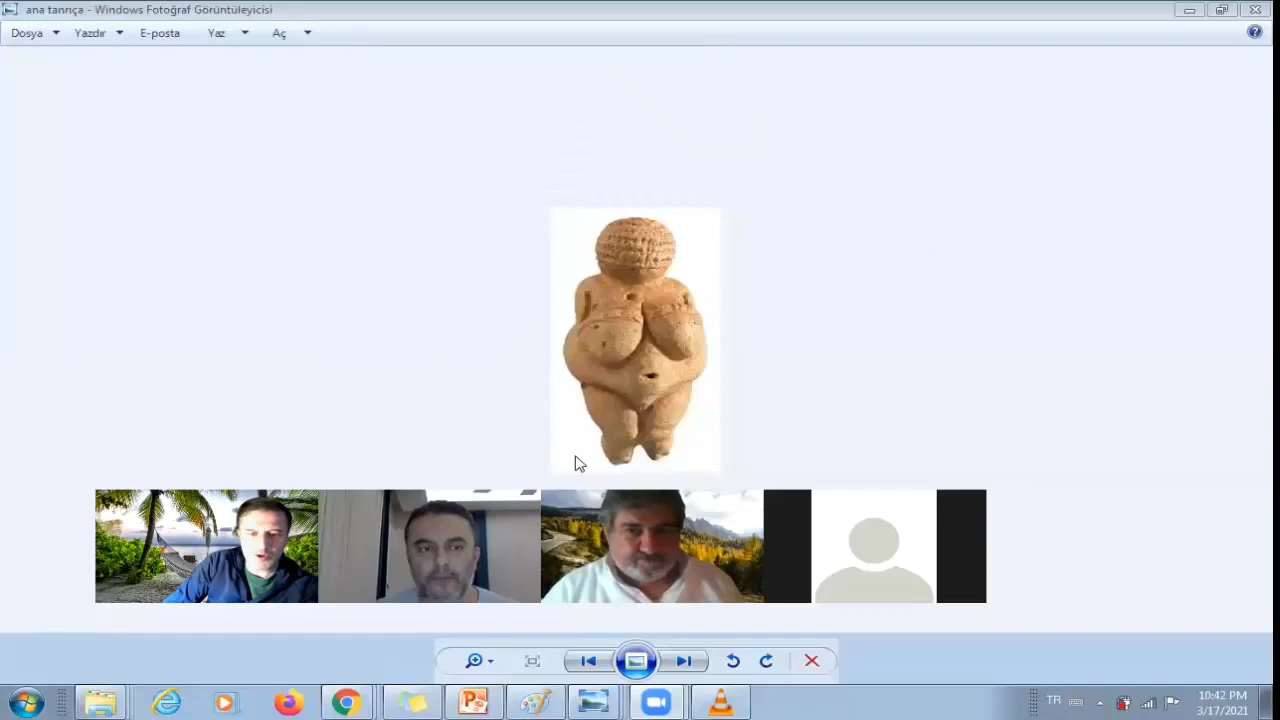 ana tanrıça - Windows Fotoğraf Görüntüleyicisi
Dosya Yazdır E-posta Yaz Aç
TR
10:42 PM
3/17/2021